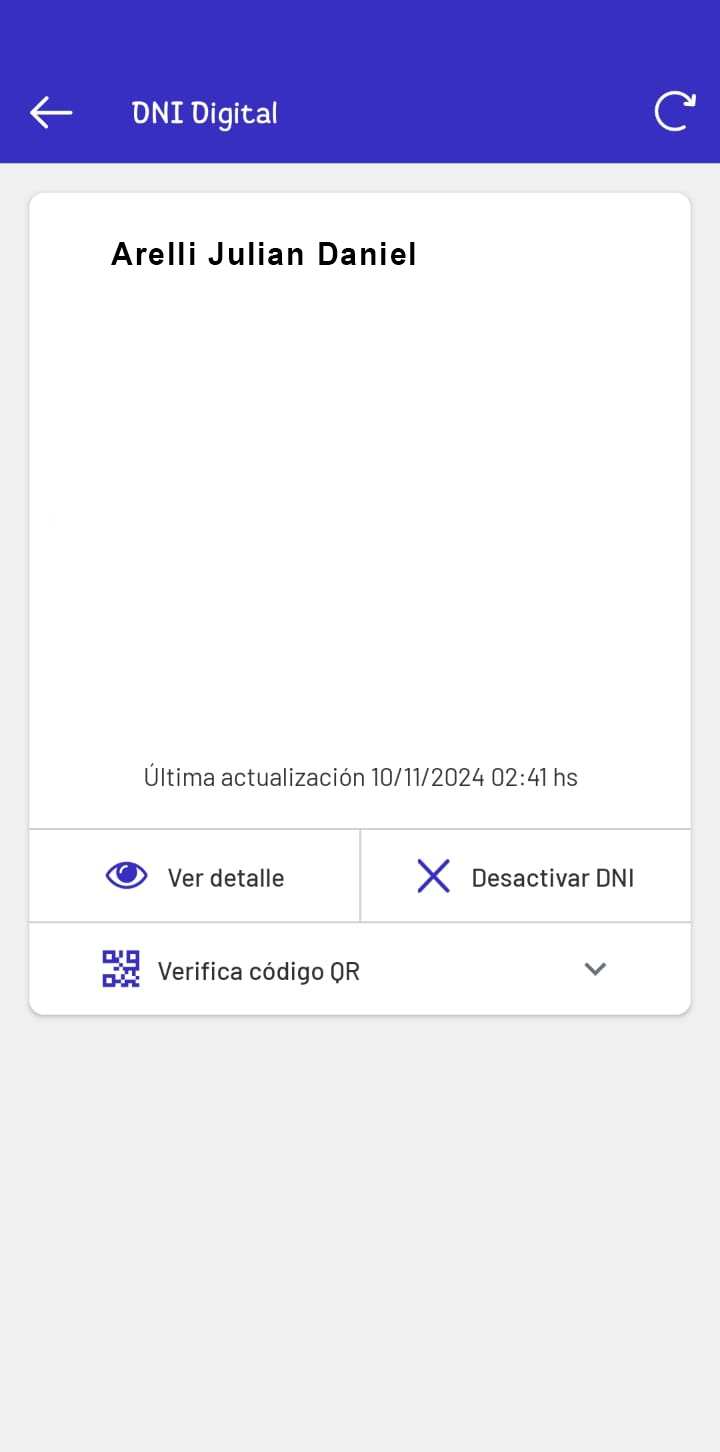 DNI Digital
Arelli Julian Daniel
Última actualización 10/11/2024 02:41 hs
Ver detalle
Desactivar DNI
Verifica código QR